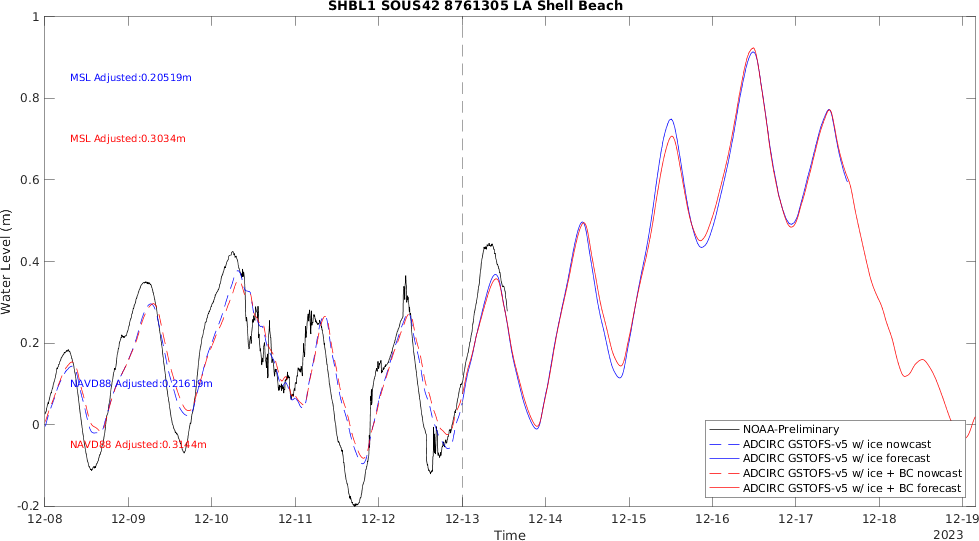 SHBL1 SOUS42 8761305 LA Shell Beach
1
0.8
0.6
0.4
0.2
0
-0.2
Water Level (m)
MSL Adjusted:0.20519m
MSL Adjusted:0.3034m
NAVD88 Adjusted:0.21619m
NAVD88 Adjusted:0.3144m
NOAA-Preliminary
ADCIRC GSTOFS-v5 w/ ice nowcast
ADCIRC GSTOFS-v5 w/ ice forecast
ADCIRC GSTOFS-v5 w/ ice + BC nowcast
ADCIRC GSTOFS-v5 w/ ice + BC forecast
12-08 12-09 12-10 12-11 12-12 12-13 12-14 12-15 12-16 12-17 12-18 12-19
Time
2023